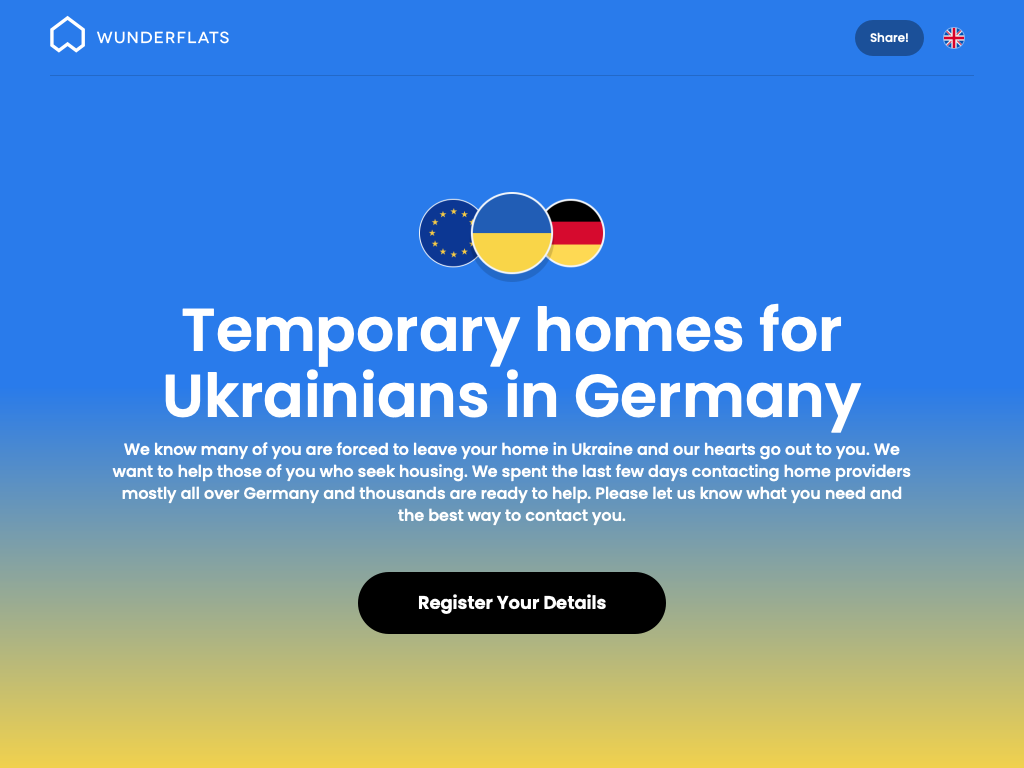 WUNDERFLATS
Share!
Temporary homes for
Ukrainians in Germany
We know many of you are forced to leave your home in Ukraine and our hearts go out to you. We
want to help those of you who seek housing. We spent the last few days contacting home providers
mostly all over Germany and thousands are ready to help. Please let us know what you need and
the best way to contact you.
Register Your Details